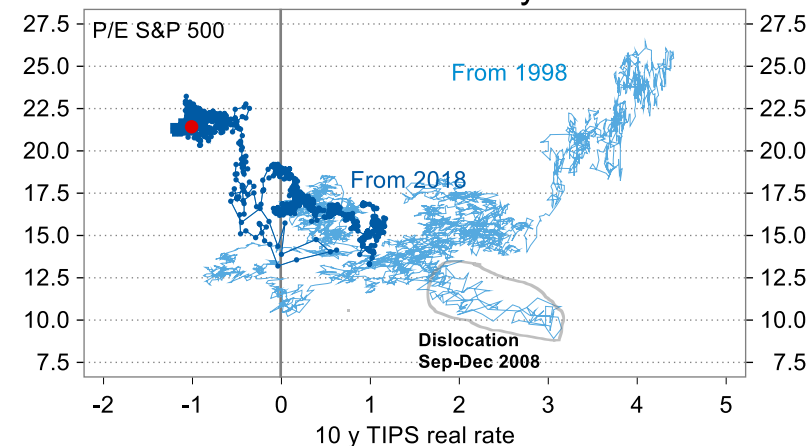 27.5
P/E S&P 500
27.5
25.0
From 1998
25.0
22.5
22.5
20.0
20.0
17.5
From 2018
17.5
15.0
15.0
12.5
12.5
10.0
10.0
Dislocation
Sep-Dec 2008
7.5
7.5
-2 -1 0 1 2 3 4 5
10 y TIPS real rate